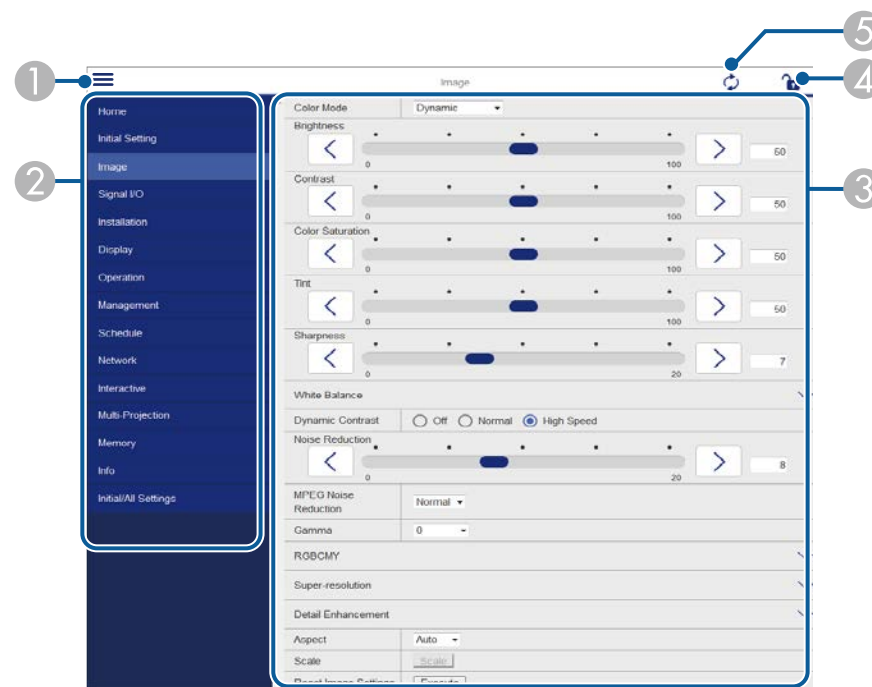 5
1
Image
4
2
3
Home
Initial Setting
Image
Signal I/O
Installation
Display
Operation
Management
Schedule
Network
Interactive
Multi-Projection
Memory
Info
Initial/All Settings
Color Mode Dynamic
Brightness
0 100 50
Contrast
0 100 50
Color Saturation
0 100 50
Tint
0 100 50
Sharpness
0 20 7
White Balance
Dynamic Contrast Off Normal High Speed
Noise Reduction
0 20 8
MPEG Noise
Reduction Normal
Gamma 0
RGBCMY
Super-resolution
Detail Enhancement
Aspect Auto
Scale Scale
Reset Image Settings Execute